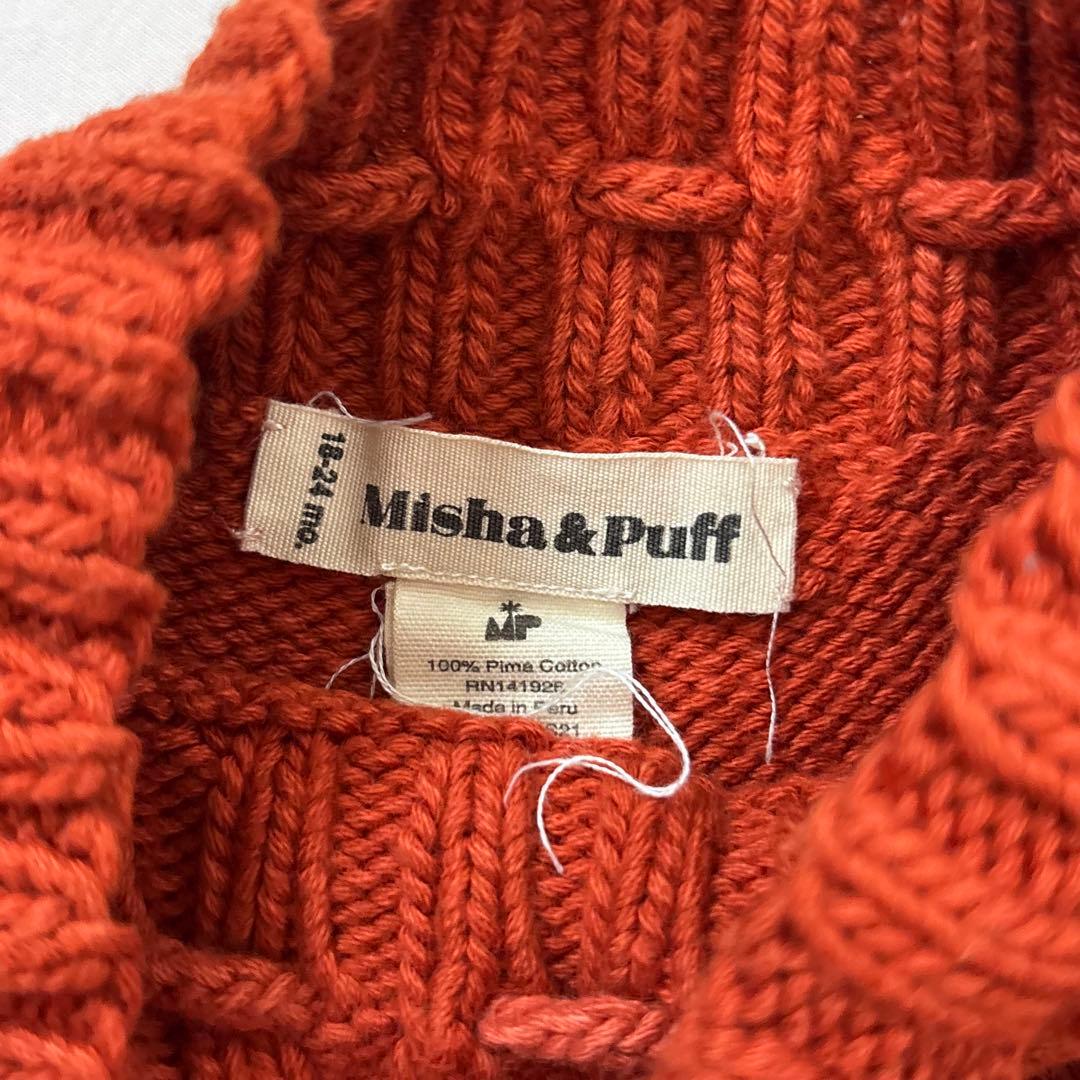 18-24 mo.
Misha & Puff
MP
100% Pima Cotton
Made in Peru